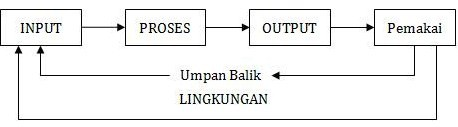 INPUT PROSES OUTPUT Pemakai
Umpan Balik
LINGKUNGAN